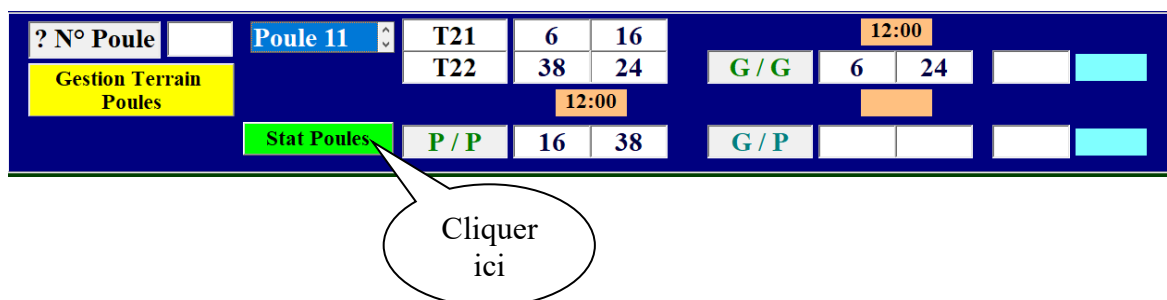 ? N° Poule Poule 11 T21 6 16 12:00
T22 38 24 G / G 6 24
Gestion Terrain
Poules
12:00
Stat Poules P / P 16 38 G / P
Cliquer
ici